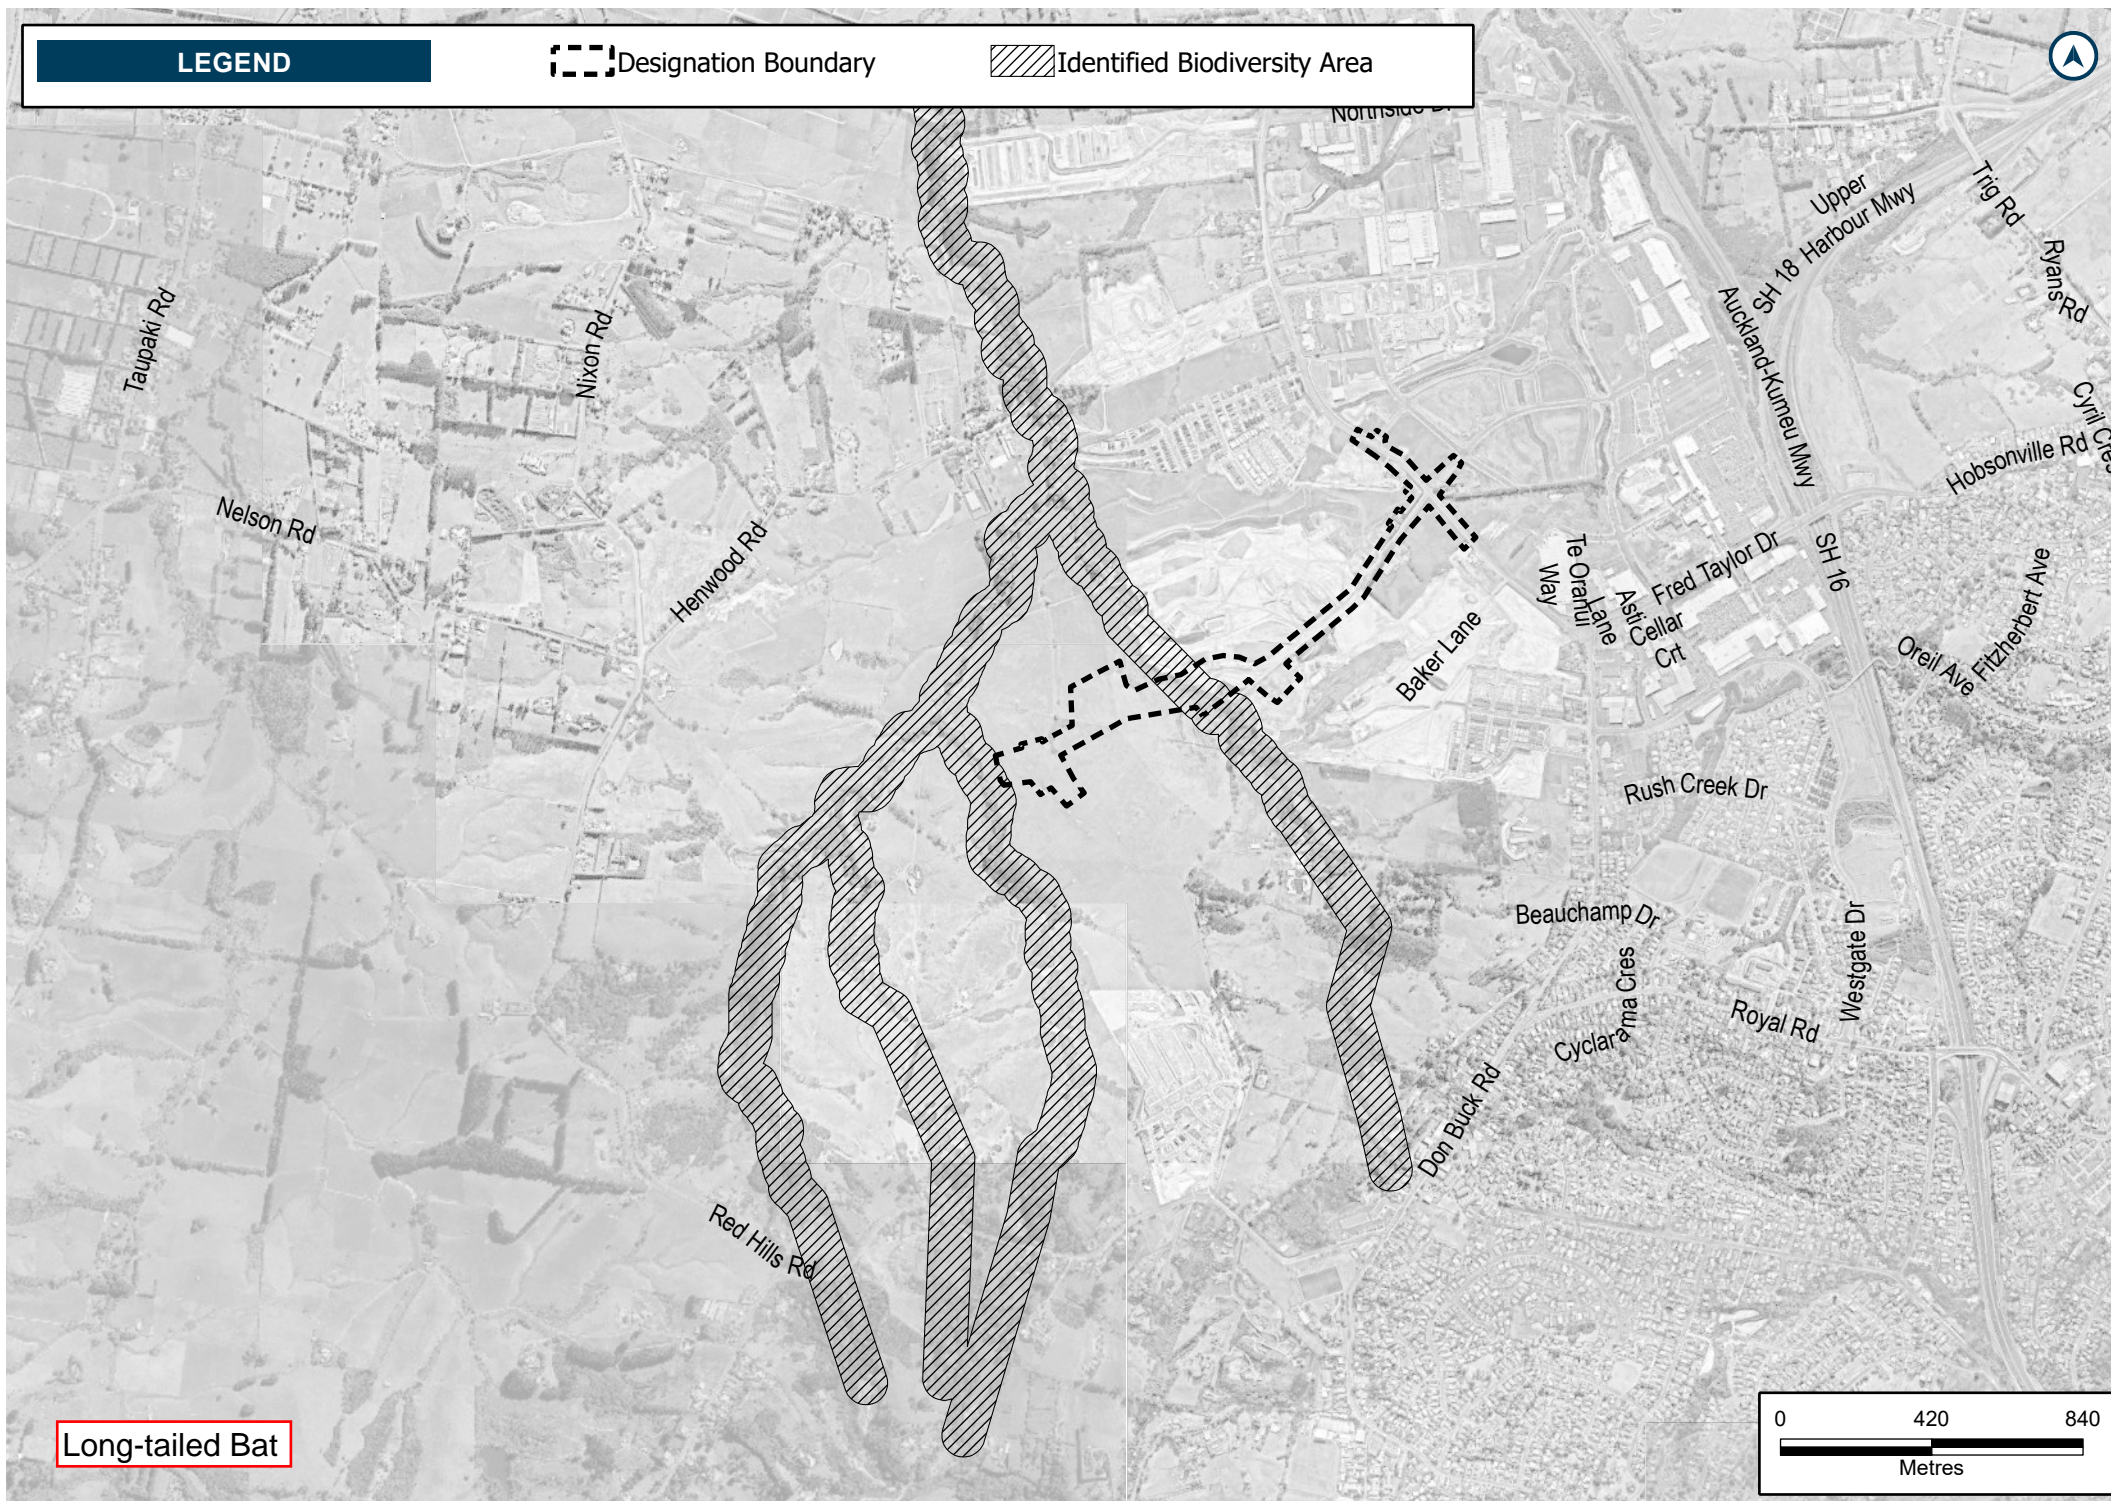 LEGEND
Designation Boundary
Identified Biodiversity Area
Trig Rd
Upper
SH 18 Harbour Mwy
Ryans Rd
Taupaki Rd
Nixon Rd
Auckland-Kumeu Mwy
Cyril Cres
Hobsonville Rd
Nelson Rd
Henwood Rd
Te Oranui
Way
Fred Taylor Dr
SH 16
Asti
Lane
Cellar
Crt
Baker Lane
Oreil Ave
Fitzherbert Ave
Rush Creek Dr
Beauchamp Dr
Cyclarama Cres
Westgate Dr
Royal Rd
Don Buck Rd
Red Hills Rd
Long-tailed Bat
0 420 840
Metres